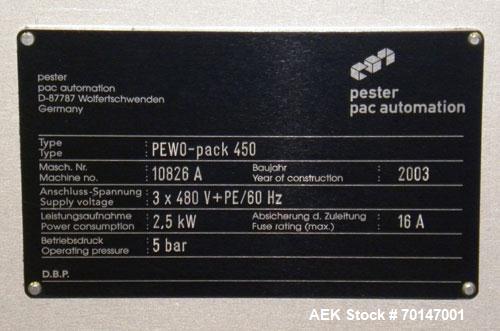 pester
pac automation
D-87787 Wolfertschwenden
Germany
pester
pac automation
Type
Type : PEWO-pack 450
Masch. Nr.
Machine no. : 10826 A
Baujahr
Year of construction : 2003
Anschluss-Spannung
Supply voltage : 3 x 480 V+PE/60 Hz
Leistungsaufnahme
Power consumption : 2,5 kW
Absicherung d. Zuleitung
Fuse rating (max.) : 16 A
Betriebsdruck
Operating pressure : 5 bar
D.B.P.
AEK Stock # 70147001